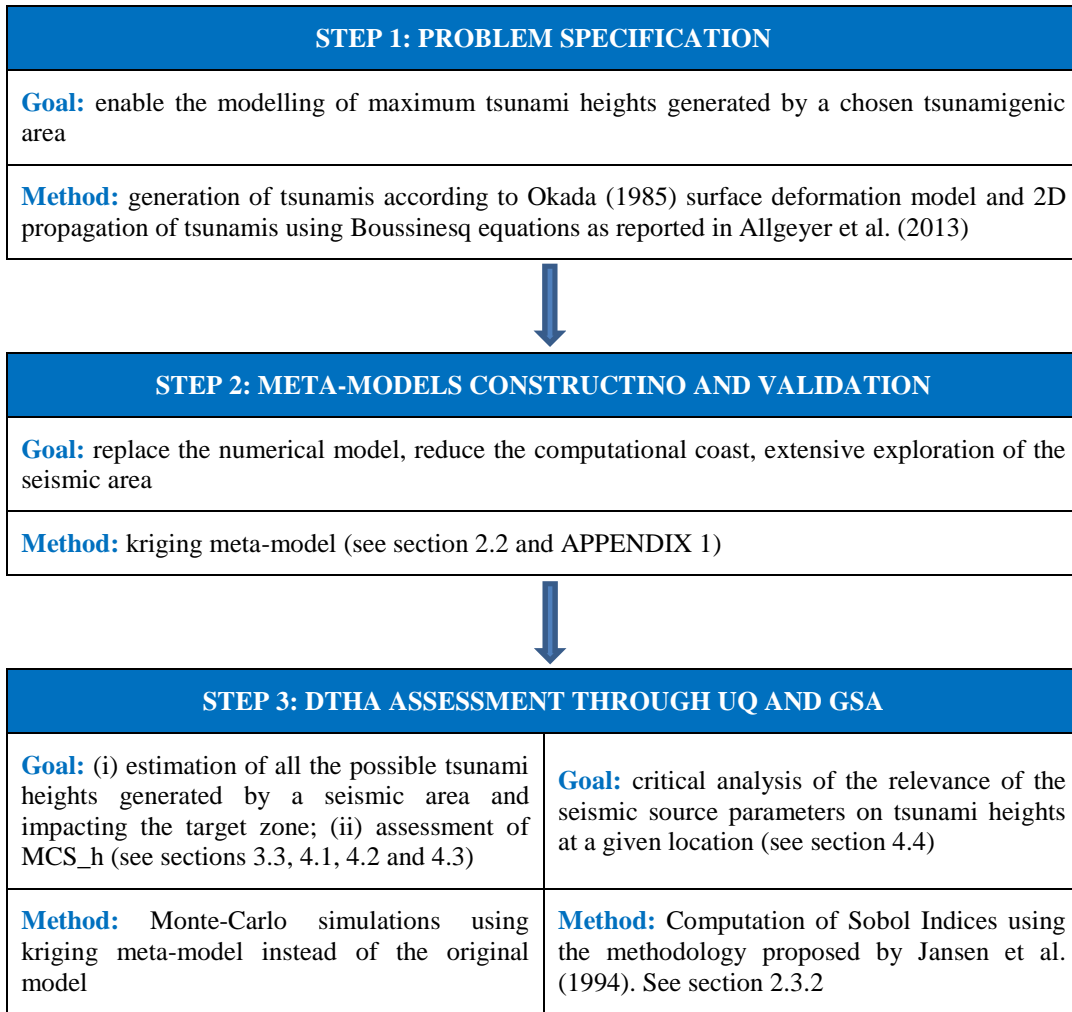 STEP 1: PROBLEM SPECIFICATION
Goal: enable the modelling of maximum tsunami heights generated by a chosen tsunamigenic
area
Method: generation of tsunamis according to Okada (1985) surface deformation model and 2D
propagation of tsunamis using Boussinesq equations as reported in Allgeyer et al. (2013)
STEP 2: META-MODELS CONSTRUCTINO AND VALIDATION
Goal: replace the numerical model, reduce the computational coast, extensive exploration of the
seismic area
Method: kriging meta-model (see section 2.2 and APPENDIX 1)
STEP 3: DTHA ASSESSMENT THROUGH UQ AND GSA
Goal: (i) estimation of all the possible tsunami
heights generated by a seismic area and
impacting the target zone; (ii) assessment of
MCS_h (see sections 3.3, 4.1, 4.2 and 4.3)
Goal: critical analysis of the relevance of the
seismic source parameters on tsunami heights
at a given location (see section 4.4)
Method: Monte-Carlo simulations using
kriging meta-model instead of the original
model
Method: Computation of Sobol Indices using
the methodology proposed by Jansen et al.
(1994). See section 2.3.2